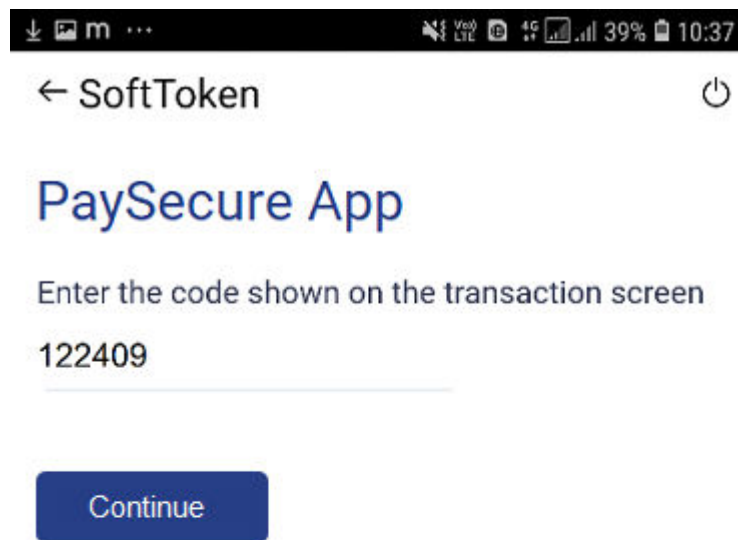 m ... 39% 10:37
← SoftToken
PaySecure App
Enter the code shown on the transaction screen
122409
Continue